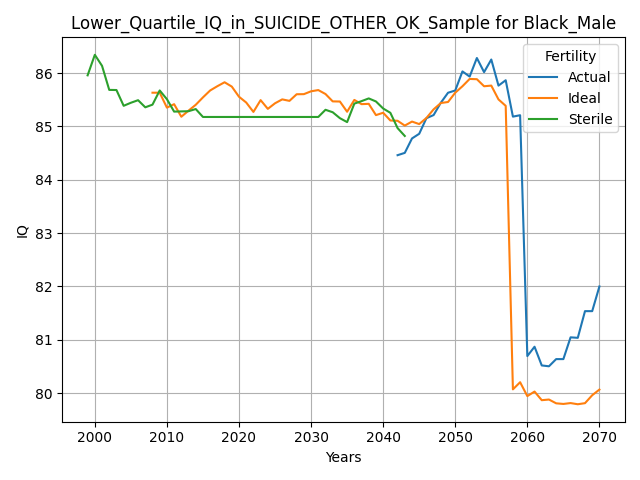 Lower_Quartile_IQ_in_SUICIDE_OTHER_OK_Sample for Black_Male
Fertility
Actual
Ideal
Sterile
IQ
86
85
84
83
82
81
80
2000 2010 2020 2030 2040 2050 2060 2070
Years